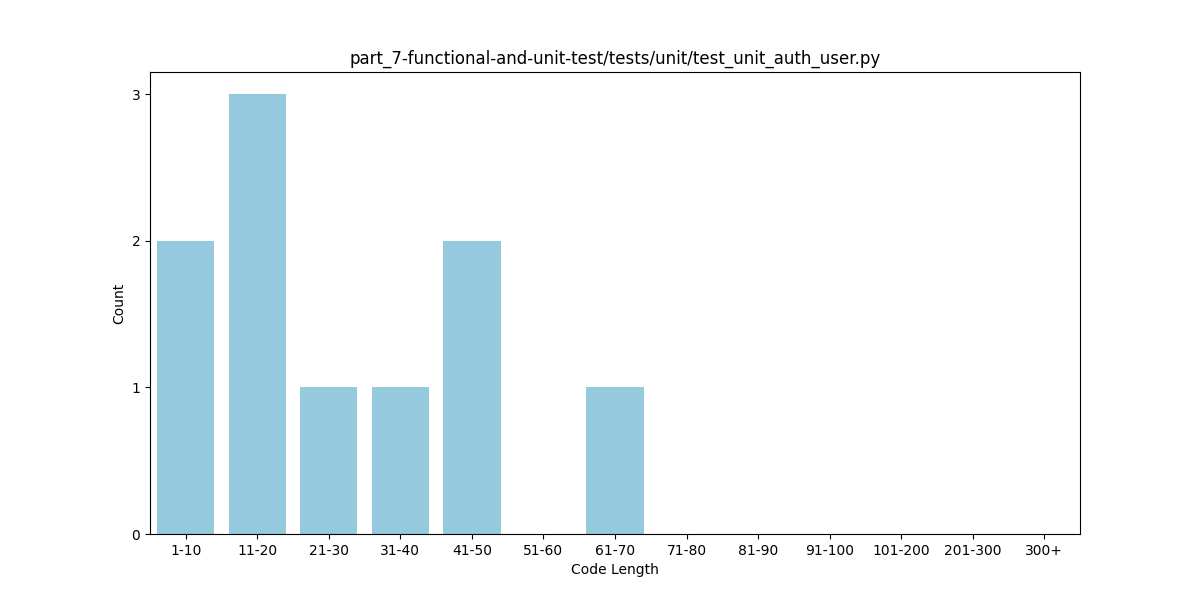 part_7-functional-and-unit-test/tests/unit/test_unit_auth_user.py
3
2
1
0
Count
1-10 11-20 21-30 31-40 41-50 51-60 61-70 71-80 81-90 91-100 101-200 201-300 300+
Code Length